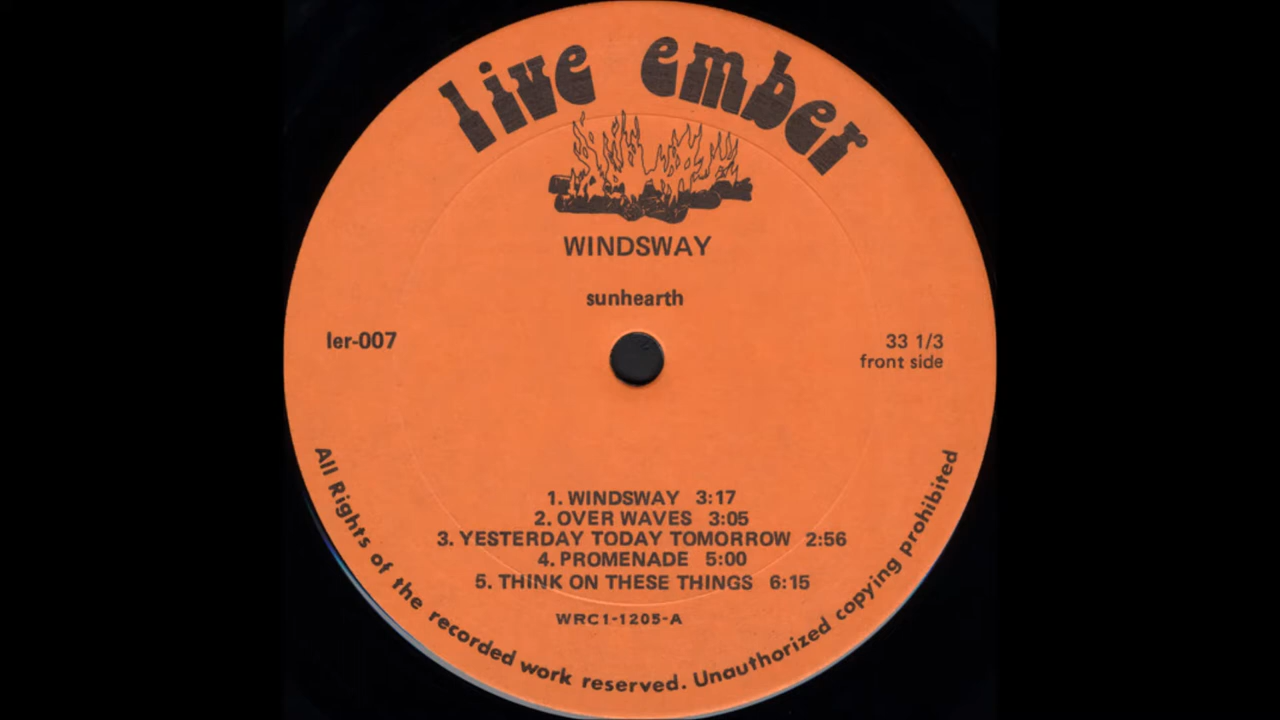 live ember
WINDSWAY
sunhearth
ler-007
33 1/3
front side
1. WINDSWAY 3:17
2. OVER WAVES 3:05
3. YESTERDAY TODAY TOMORROW 2:56
4. PROMENADE 5:00
5. THINK ON THESE THINGS 6:15
WRC1-1205-A
All Rights of the recorded work reserved. Unauthorized copying prohibited